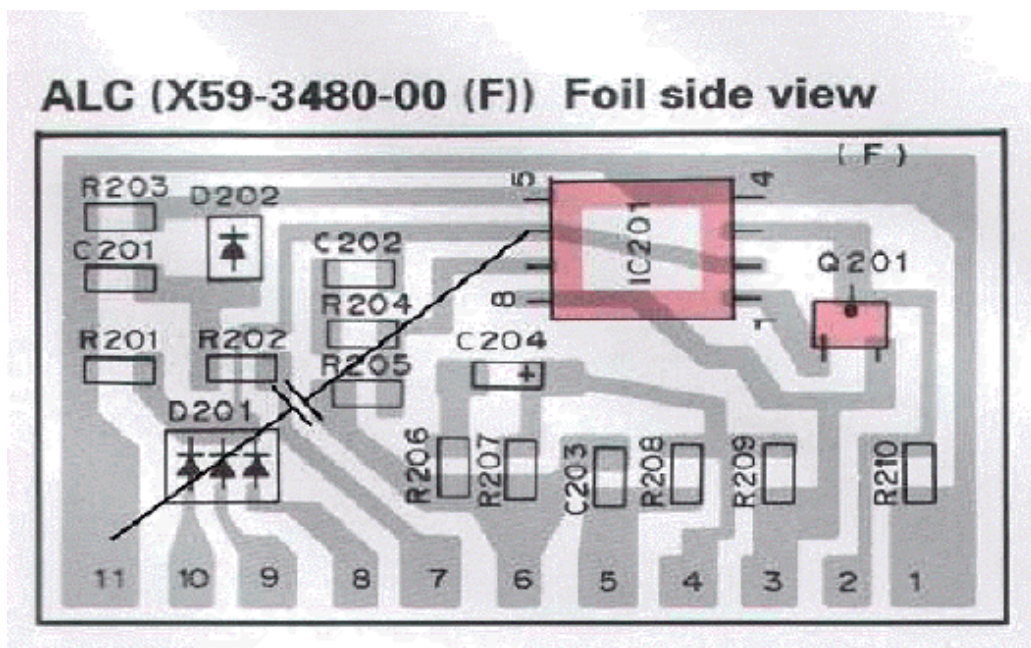 ALC (X59-3480-00 (F)) Foil side view
(F)
R203
D202
5
4
C201
C202
IC201
Q201
R204
8
1
R201
R202
R205
C204
+
D201
R206
R207
C203
R208
R209
R210
11 10 9 8 7 6 5 4 3 2 1